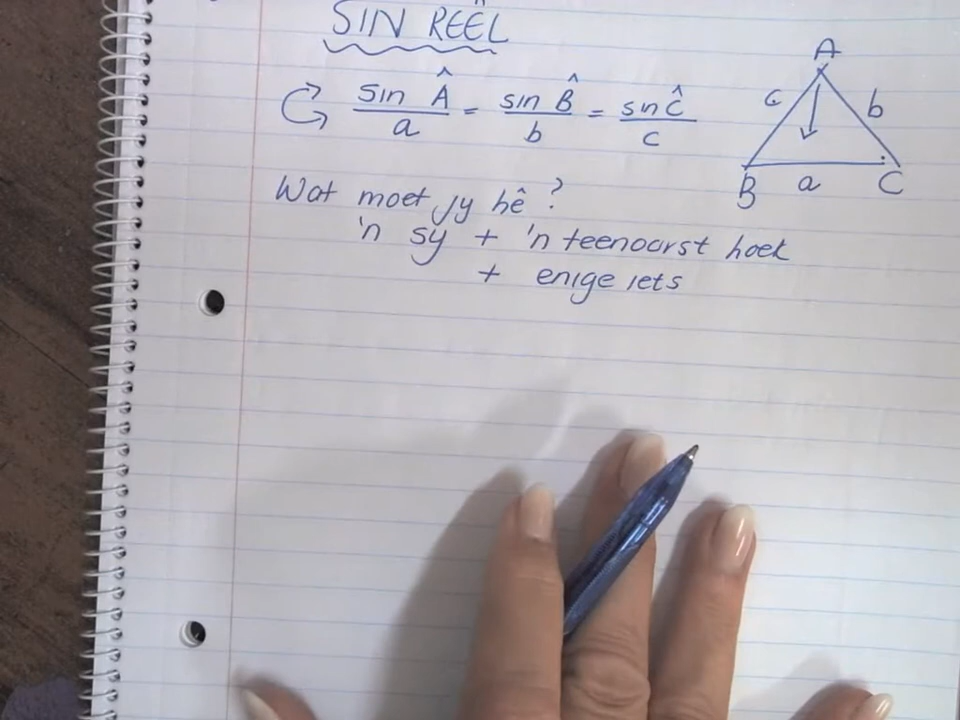 SIN REËL
sin Â / a = sin B̂ / b = sin Ĉ / c
A
c b
B a C
Wat moet jy hê?
'n sy + 'n teenoorst hoek
+ enige iets